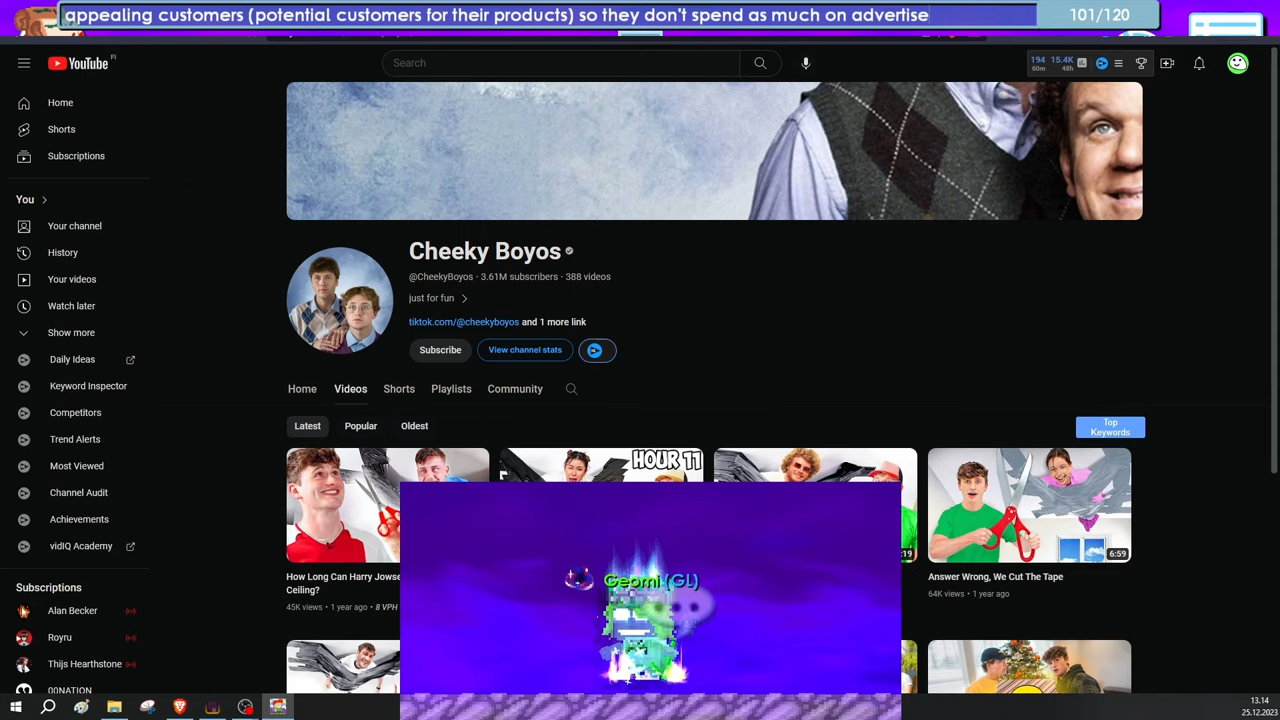 appealing customers (potential customers for their products) so they don't spend as much on advertise
101/120
YouTube FI
Search
194 60m
15.4K 48h
Home
Shorts
Subscriptions
You
Your channel
History
Your videos
Watch later
Show more
Daily Ideas
Keyword Inspector
Competitors
Trend Alerts
Most Viewed
Channel Audit
Achievements
vidIQ Academy
Subscriptions
Alan Becker
Royru
Thijs Hearthstone
00NATION
Cheeky Boyos
@CheekyBoyos · 3.61M subscribers · 388 videos
just for fun
tiktok.com/@cheekyboyos and 1 more link
Subscribe
View channel stats
Home Videos Shorts Playlists Community
Latest Popular Oldest
Top Keywords
HOUR 11
:19
6:59
How Long Can Harry Jowse
Ceiling?
45K views • 1 year ago • 8 VPH
Answer Wrong, We Cut The Tape
64K views • 1 year ago
Geomi (GL)
13.14
25.12.2023